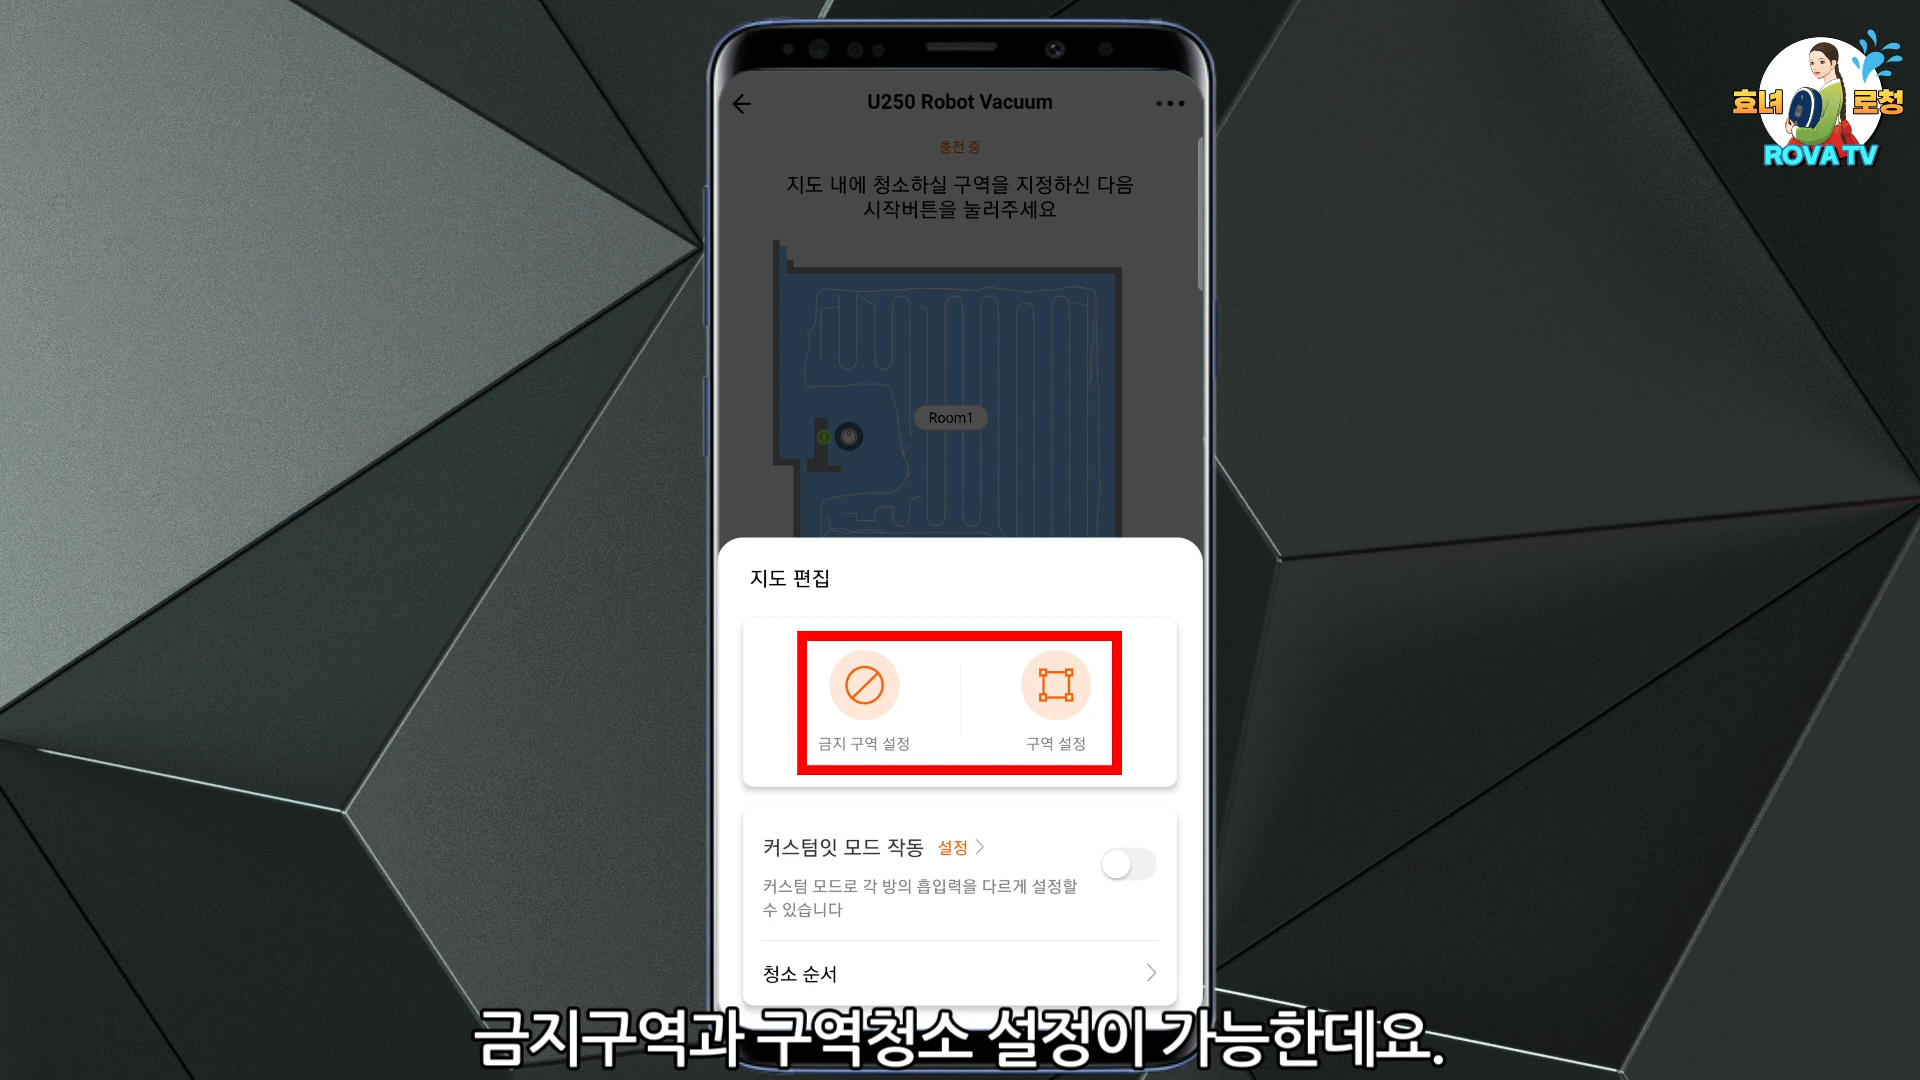 U250 Robot Vacuum
충전 중
지도 내에 청소하실 구역을 지정하신 다음
시작버튼을 눌러주세요
Room1
지도 편집
금지 구역 설정
구역 설정
커스텀잇 모드 작동 설정
커스텀 모드로 각 방의 흡입력을 다르게 설정할
수 있습니다
청소 순서
금지구역과 구역청소 설정이 가능한데요.
효녀 로청
ROVA TV